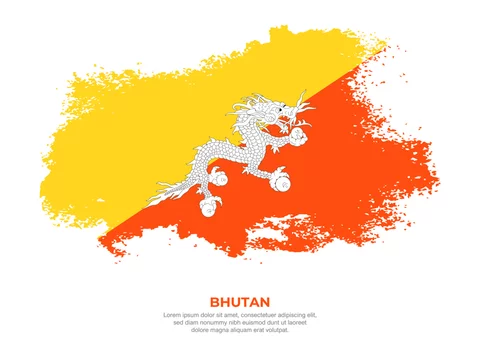 BHUTAN
Lorem ipsum dolor sit amet, consectetuer adipiscing elit,
sed diam nonummy nibh euismod tincidunt ut laoreet
dolore magna aliquam erat volutpat.